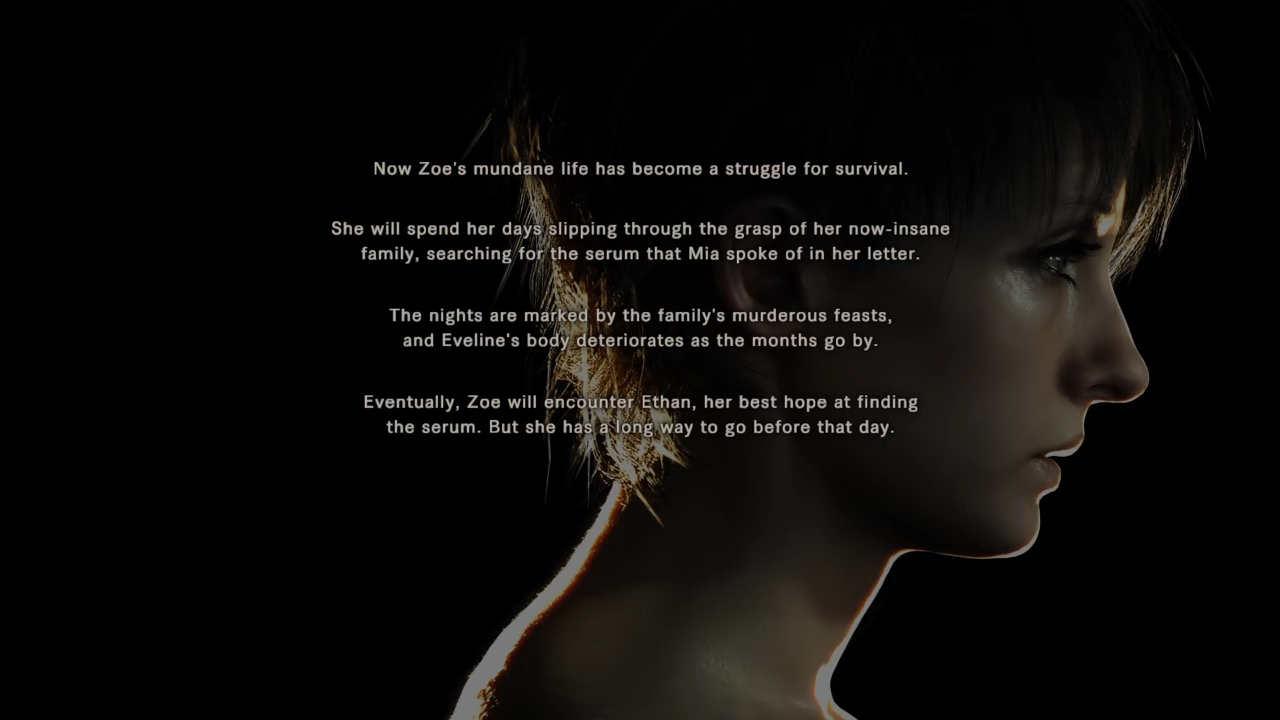 Now Zoe's mundane life has become a struggle for survival.
She will spend her days slipping through the grasp of her now-insane
family, searching for the serum that Mia spoke of in her letter.
The nights are marked by the family's murderous feasts,
and Eveline's body deteriorates as the months go by.
Eventually, Zoe will encounter Ethan, her best hope at finding
the serum. But she has a long way to go before that day.